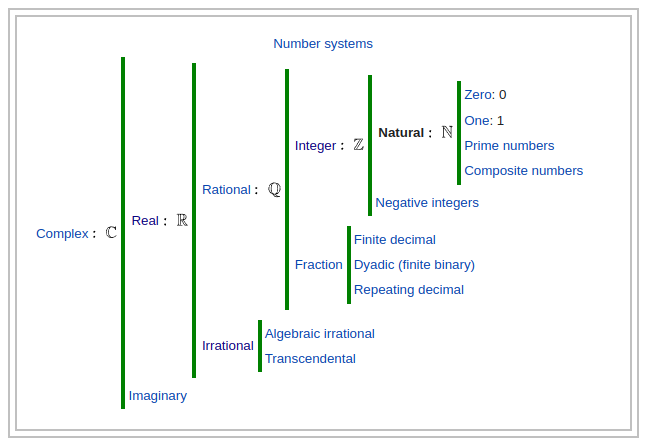 Number systems
Complex : ℂ
Real : ℝ
Rational : ℚ
Integer : ℤ
Natural : ℕ
Zero: 0
One: 1
Prime numbers
Composite numbers
Negative integers
Fraction
Finite decimal
Dyadic (finite binary)
Repeating decimal
Irrational
Algebraic irrational
Transcendental
Imaginary